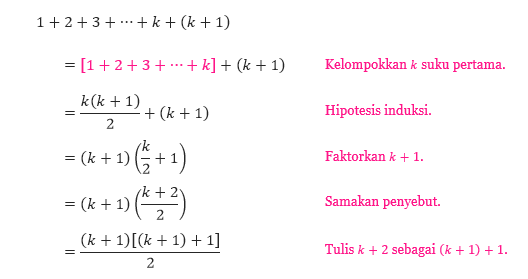 1 + 2 + 3 + ⋯ + k + (k + 1)
= [1 + 2 + 3 + ⋯ + k] + (k + 1) Kelompokkan k suku pertama.
= k(k + 1)/2 + (k + 1) Hipotesis induksi.
= (k + 1)(k/2 + 1) Faktorkan k + 1.
= (k + 1)((k + 2)/2) Samakan penyebut.
= (k + 1)[(k + 1) + 1]/2 Tulis k + 2 sebagai (k + 1) + 1.